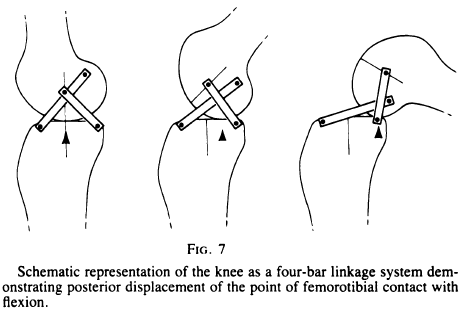 FIG. 7
Schematic representation of the knee as a four-bar linkage system dem-
onstrating posterior displacement of the point of femorotibial contact with
flexion.